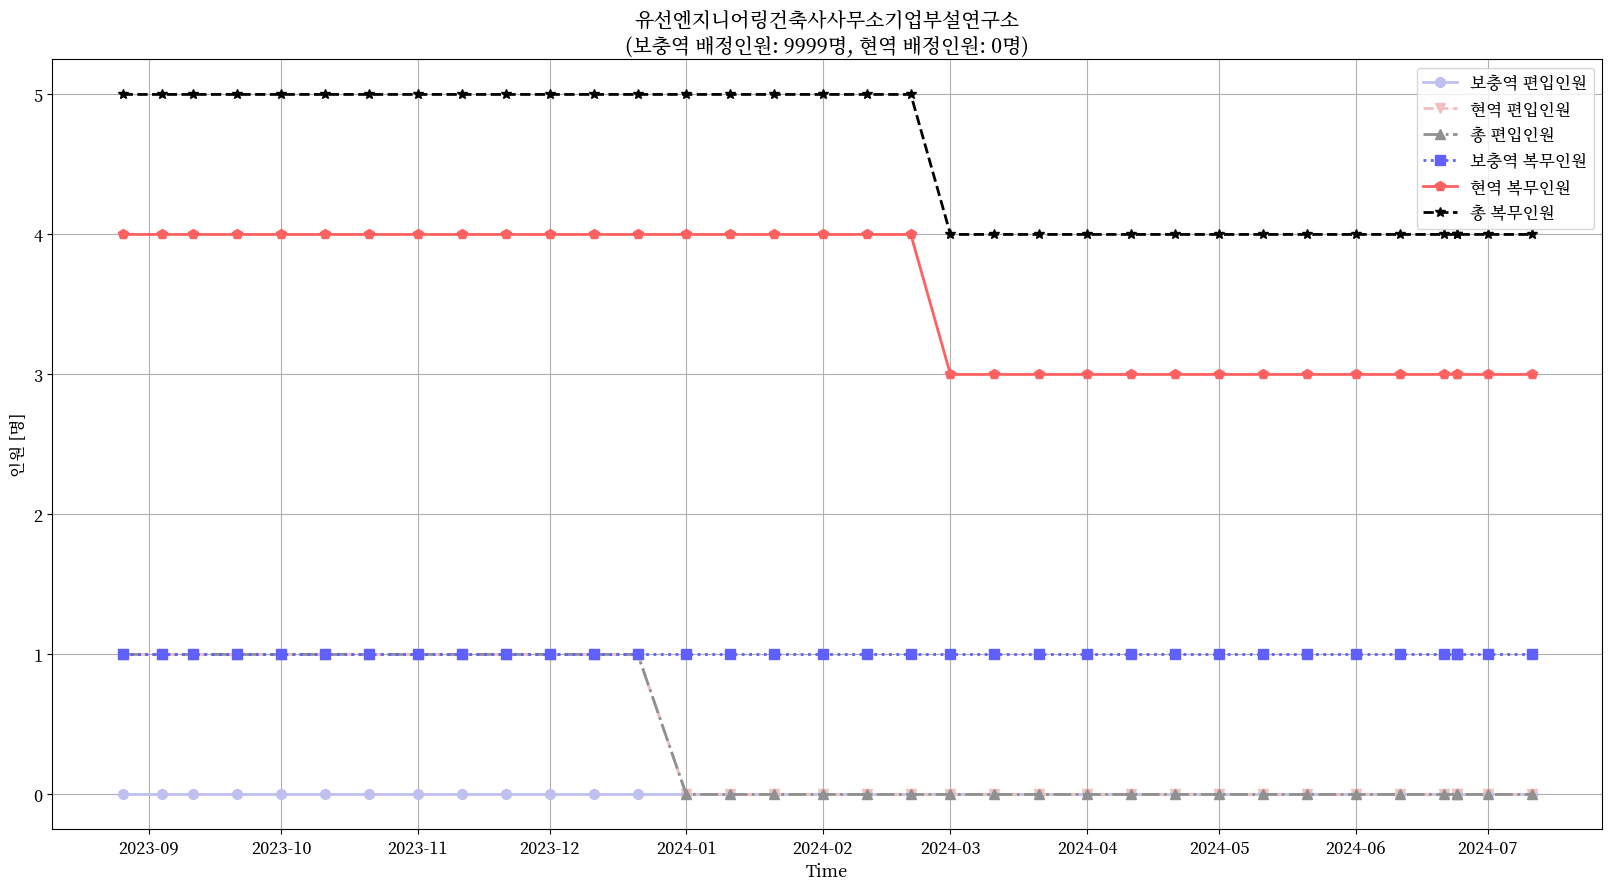 유선엔지니어링건축사사무소기업부설연구소
(보충역 배정인원: 9999명, 현역 배정인원: 0명)
보충역 편입인원
현역 편입인원
총 편입인원
보충역 복무인원
현역 복무인원
총 복무인원
인원 [명]
5
4
3
2
1
0
2023-09 2023-10 2023-11 2023-12 2024-01 2024-02 2024-03 2024-04 2024-05 2024-06 2024-07
Time